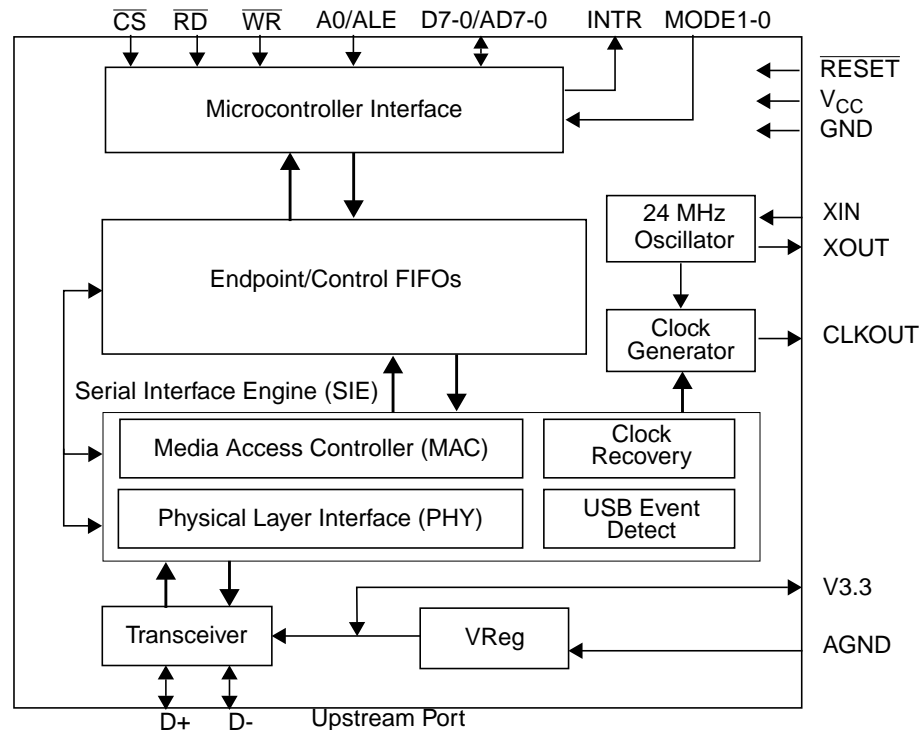 CS RD WR A0/ALE D7-0/AD7-0 INTR MODE1-0
RESET
VCC
GND
Microcontroller Interface
24 MHz
Oscillator
XIN
XOUT
Endpoint/Control FIFOs
Clock
Generator
CLKOUT
Serial Interface Engine (SIE)
Media Access Controller (MAC)
Clock
Recovery
Physical Layer Interface (PHY)
USB Event
Detect
V3.3
Transceiver
VReg
AGND
D+ D- Upstream Port